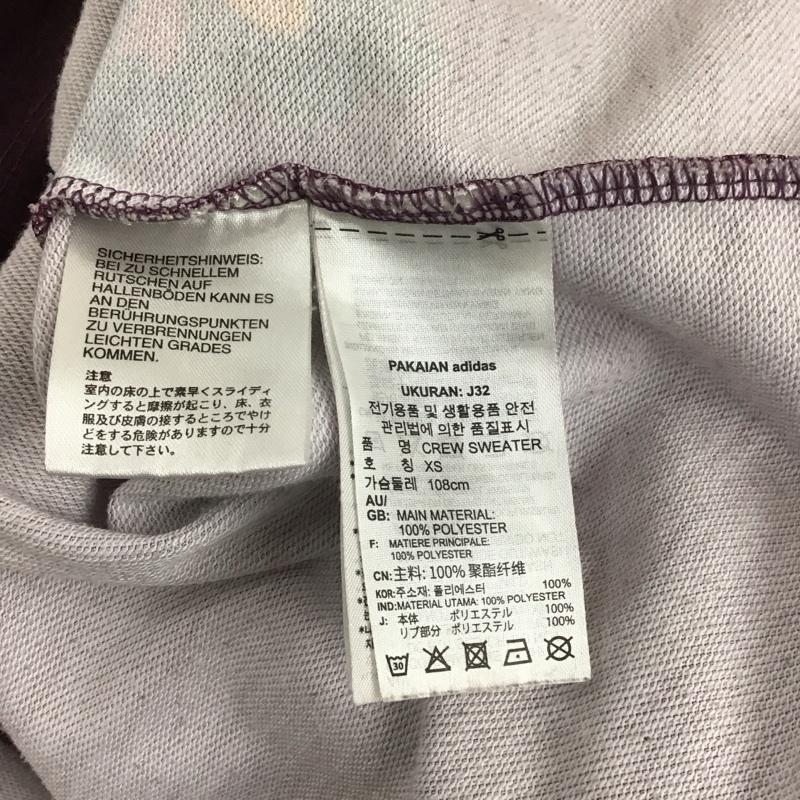 SICHERHEITSHINWEIS:
BEI ZU SCHNELLEM
RUTSCHEN AUF
HALLENBÖDEN KANN ES
AN DEN
BERÜHRUNGSPUNKTEN
ZU VERBRENNUNGEN
LEICHTEN GRADES
KOMMEN.
注意
室内の床の上で素早くスライディ
ングすると摩擦が起こり、床、衣
服及び皮膚の接するところでやけ
どをする危険がありますので十分
注意して下さい。
PAKAIAN adidas
UKURAN: J32
전기용품 및 생활용품 안전
관리법에 의한 품질표시
품 명 CREW SWEATER
호 칭 XS
가슴둘레 108cm
AU/
GB: MAIN MATERIAL:
100% POLYESTER
F: MATIERE PRINCIPALE:
100% POLYESTER
CN: 主料: 100% 聚酯纤维
KOR: 주소재: 폴리에스터 100%
IND: MATERIAL UTAMA: 100% POLYESTER
J: 本体 ポリエステル 100%
リブ部分 ポリエステル 100%
30